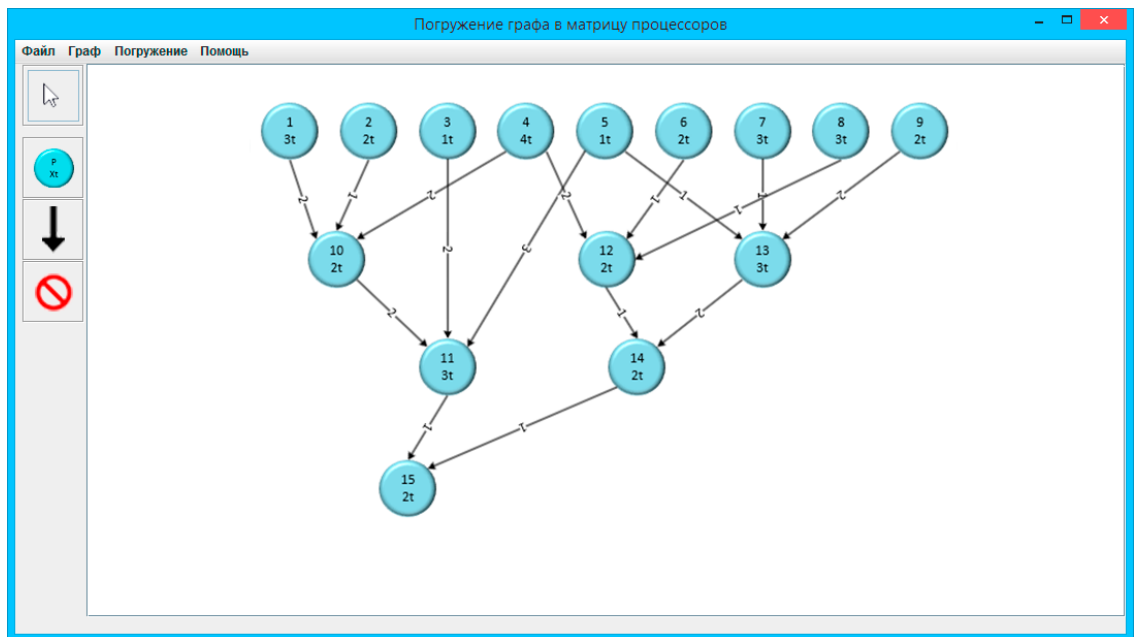 Погружение графа в матрицу процессоров
Файл Граф Погружение Помощь
P
Xt
1 2 3 4 5 6 7 8 9
3t 2t 1t 4t 1t 2t 3t 3t 2t
2 1 2 2 1 1 1 1 2
2 3
10 12 13
2t 2t 3t
2 1 2
11 14
3t 2t
1 1
15
2t